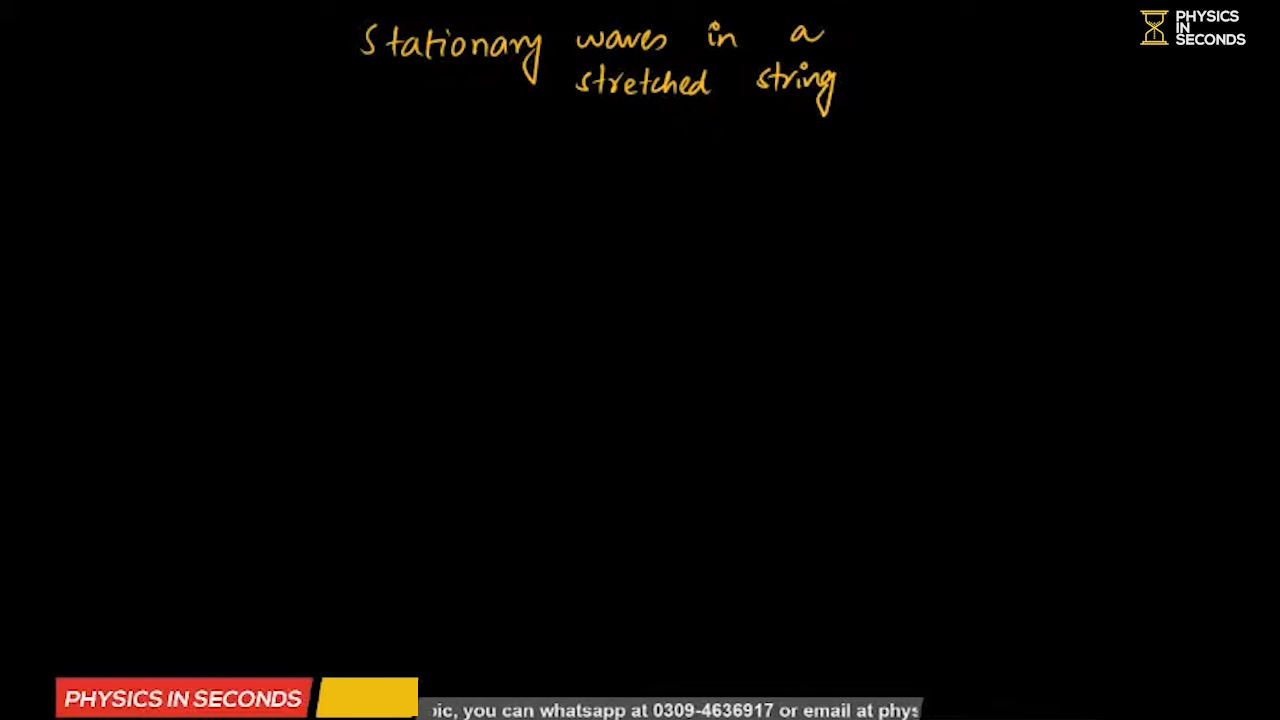 Stationary waves in a
stretched string
PHYSICS
IN
SECONDS
PHYSICS IN SECONDS
you can whatsapp at 0309-4636917 or email at